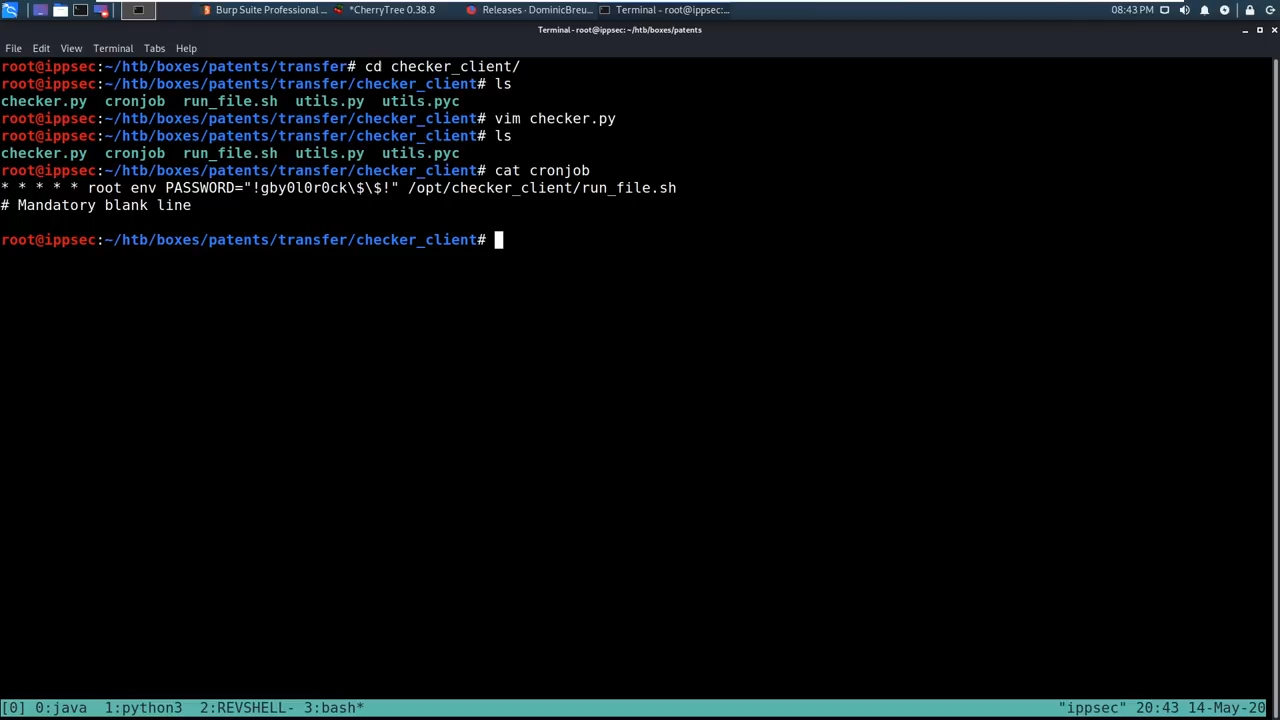 Burp Suite Professional ... *CherryTree 0.38.8 Releases · DominicBreu... Terminal - root@ippsec:... 08:43 PM
Terminal - root@ippsec: ~/htb/boxes/patents
File Edit View Terminal Tabs Help
root@ippsec:~/htb/boxes/patents/transfer# cd checker_client/
root@ippsec:~/htb/boxes/patents/transfer/checker_client# ls
checker.py cronjob run_file.sh utils.py utils.pyc
root@ippsec:~/htb/boxes/patents/transfer/checker_client# vim checker.py
root@ippsec:~/htb/boxes/patents/transfer/checker_client# ls
checker.py cronjob run_file.sh utils.py utils.pyc
root@ippsec:~/htb/boxes/patents/transfer/checker_client# cat cronjob
* * * * * root env PASSWORD="!gby0l0r0ck\$\$!" /opt/checker_client/run_file.sh
# Mandatory blank line
root@ippsec:~/htb/boxes/patents/transfer/checker_client#
[0] 0:java 1:python3 2:REVSHELL- 3:bash* "ippsec" 20:43 14-May-20